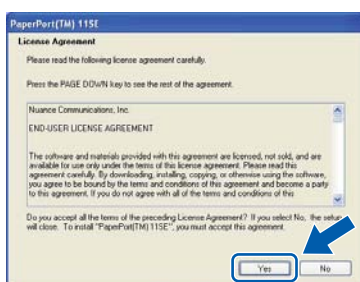 PaperPort(TM) 11SE
License Agreement
Please read the following license agreement carefully.
Press the PAGE DOWN key to see the rest of the agreement.
Nuance Communications, Inc.
END-USER LICENSE AGREEMENT
The software and materials provided with this agreement are licensed, not sold, and are
available for use only under the terms of this license agreement. Please read this
agreement carefully. By downloading, installing, copying, or otherwise using the software,
you agree to be bound by the terms and conditions of this agreement and become a party
to this agreement. If you do not agree with all of the terms and conditions of this
Do you accept all the terms of the preceding License Agreement? If you select No, the setup
will close. To install "PaperPort(TM) 11SE", you must accept this agreement.
Yes
No